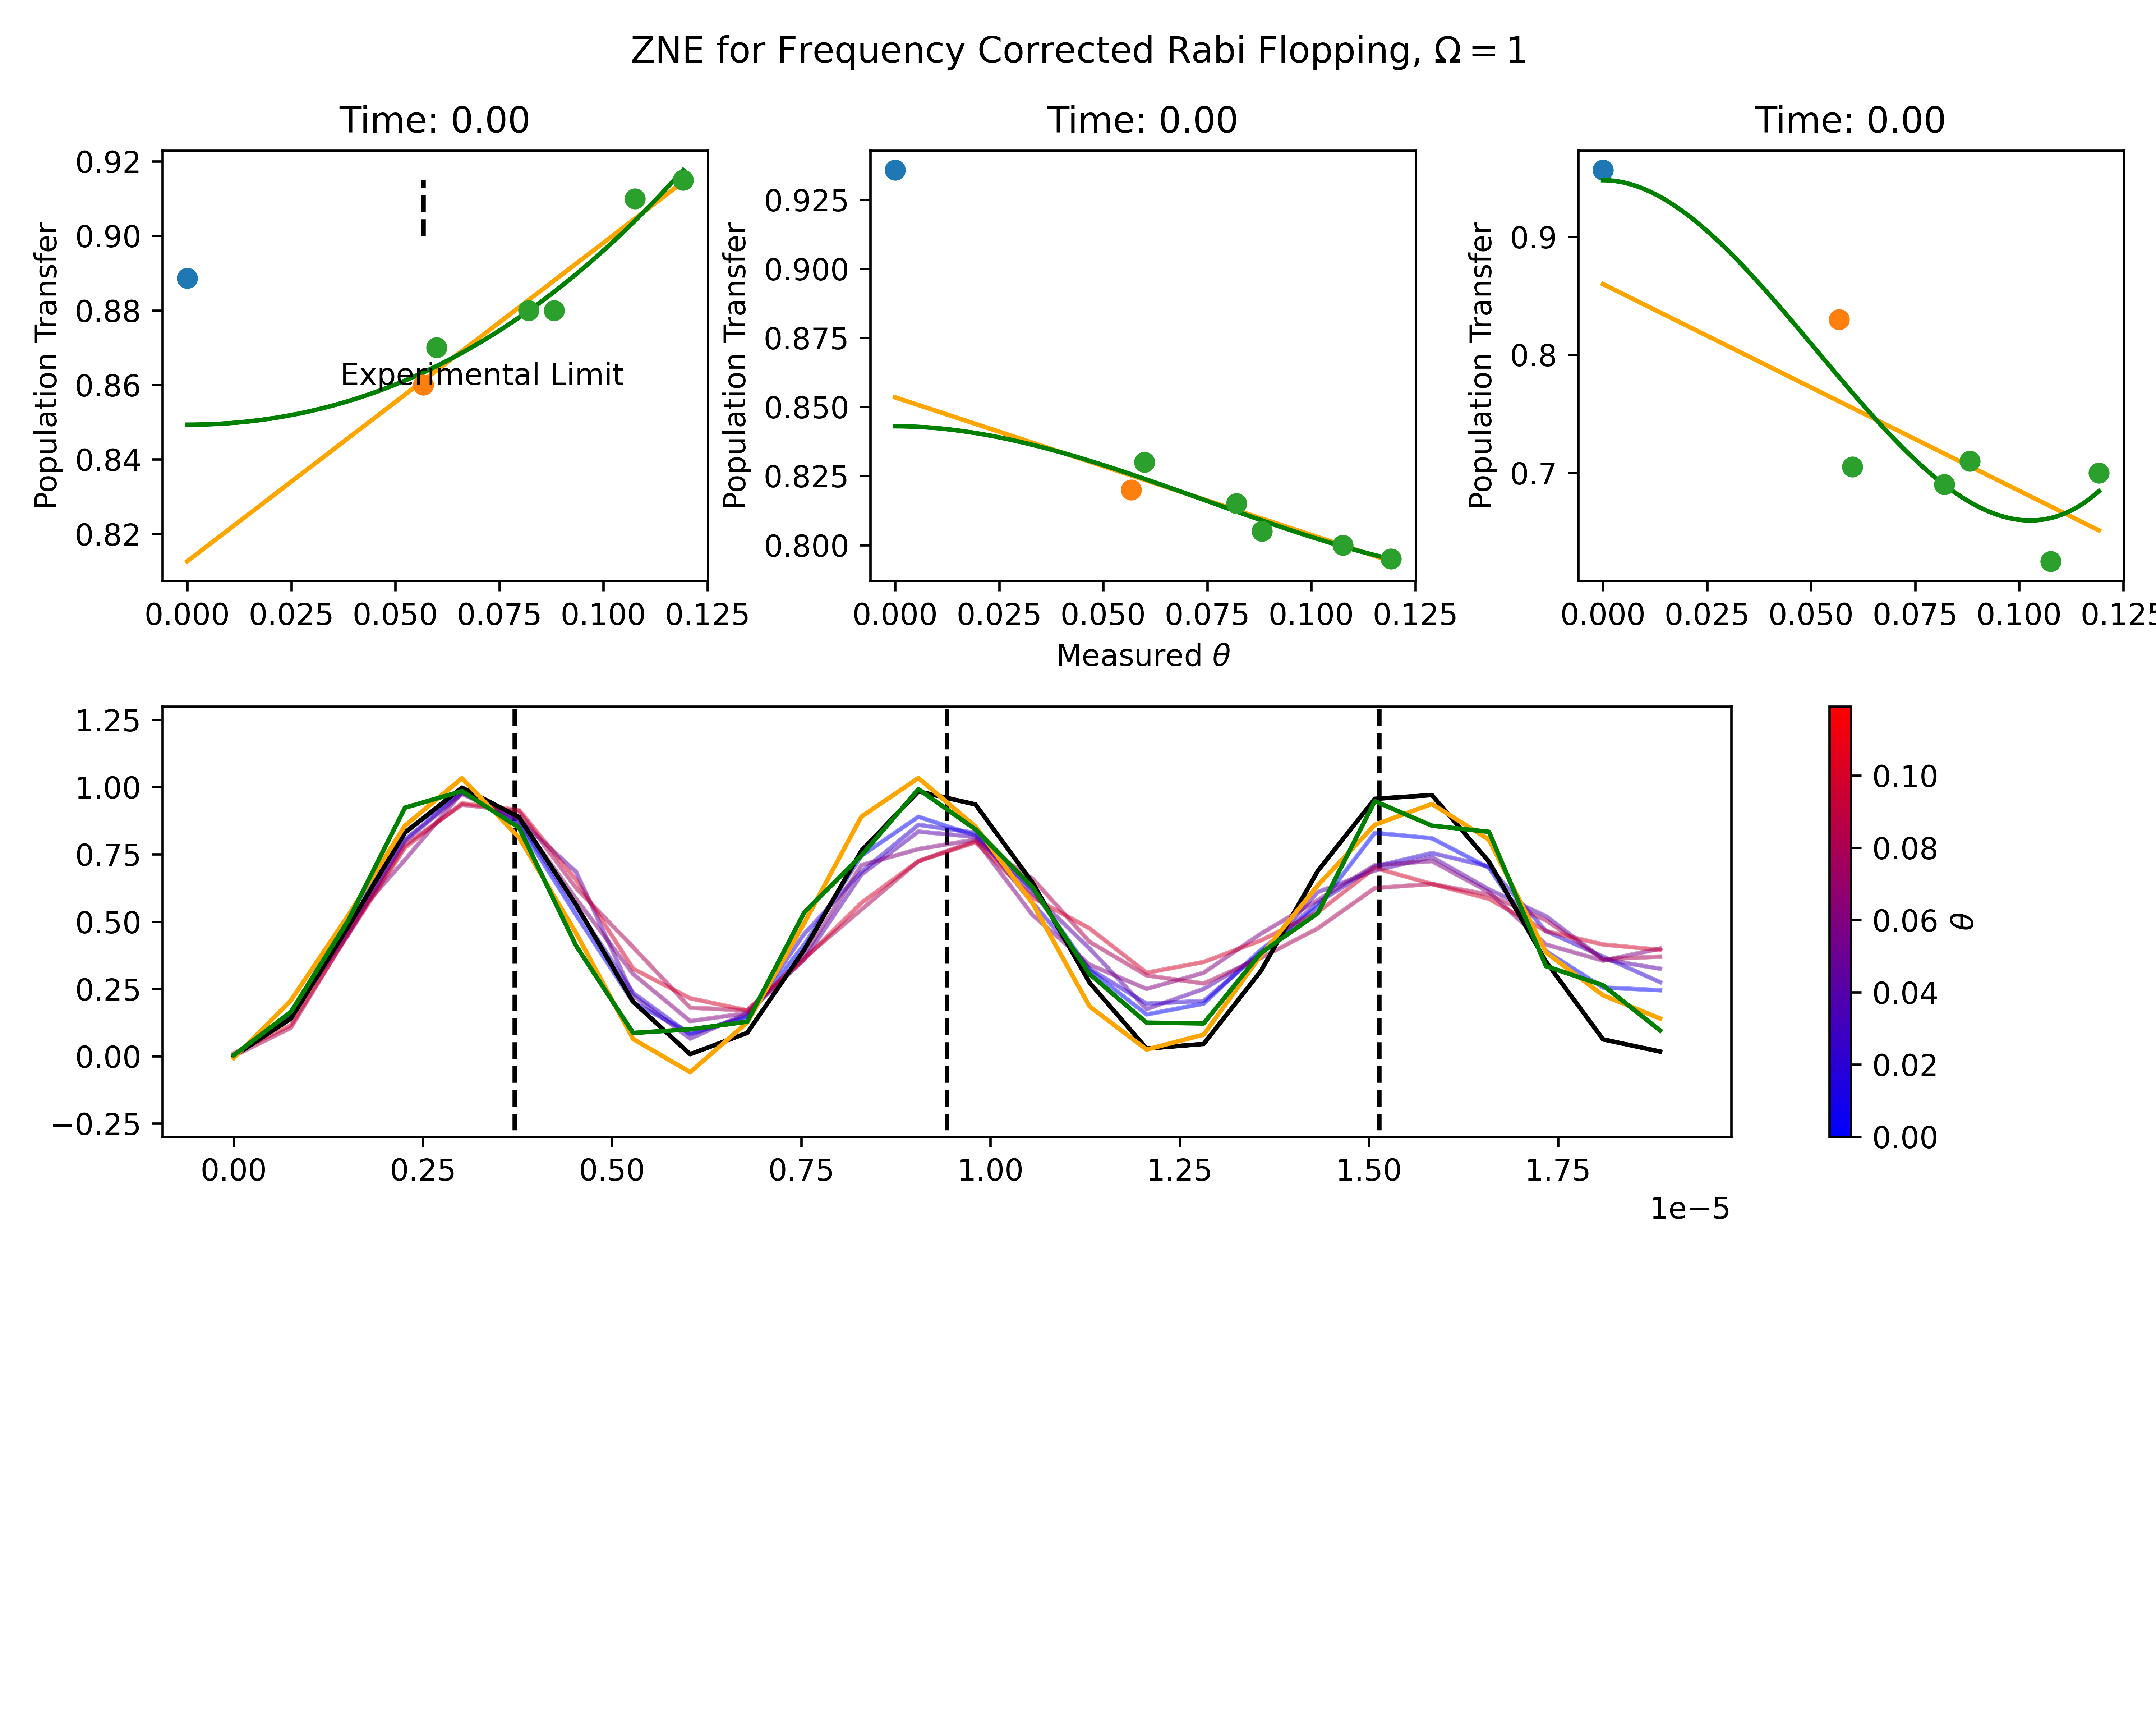 ZNE for Frequency Corrected Rabi Flopping, Ω = 1
Time: 0.00
Time: 0.00
Time: 0.00
Population Transfer
0.92
0.90
0.88
0.86
0.84
0.82
Experimental Limit
0.000 0.025 0.050 0.075 0.100 0.125
Population Transfer
0.925
0.900
0.875
0.850
0.825
0.800
0.000 0.025 0.050 0.075 0.100 0.125
Measured θ
Population Transfer
0.9
0.8
0.7
0.000 0.025 0.050 0.075 0.100 0.125
1.25
1.00
0.75
0.50
0.25
0.00
−0.25
0.00 0.25 0.50 0.75 1.00 1.25 1.50 1.75
1e−5
0.10
0.08
0.06
0.04
0.02
0.00
θ